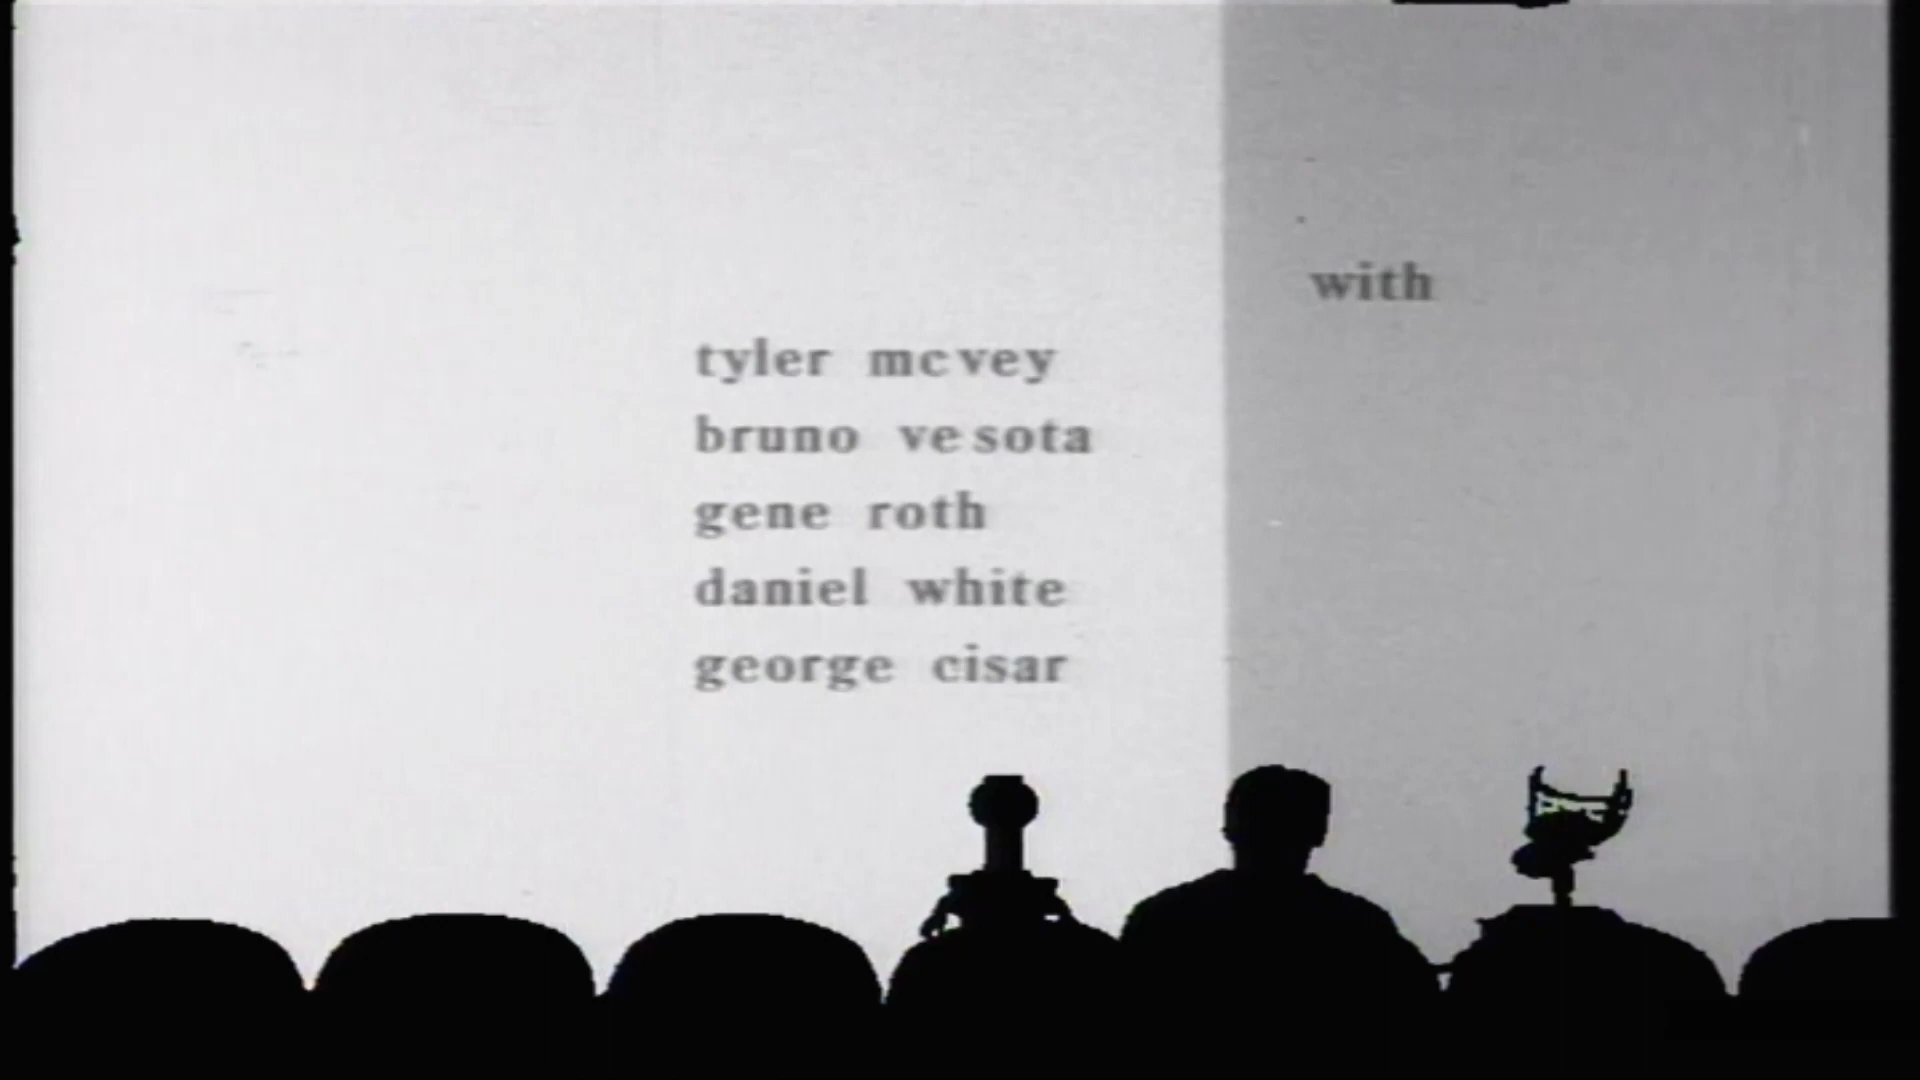 with
tyler mcvey
bruno vesota
gene roth
daniel white
george cisar